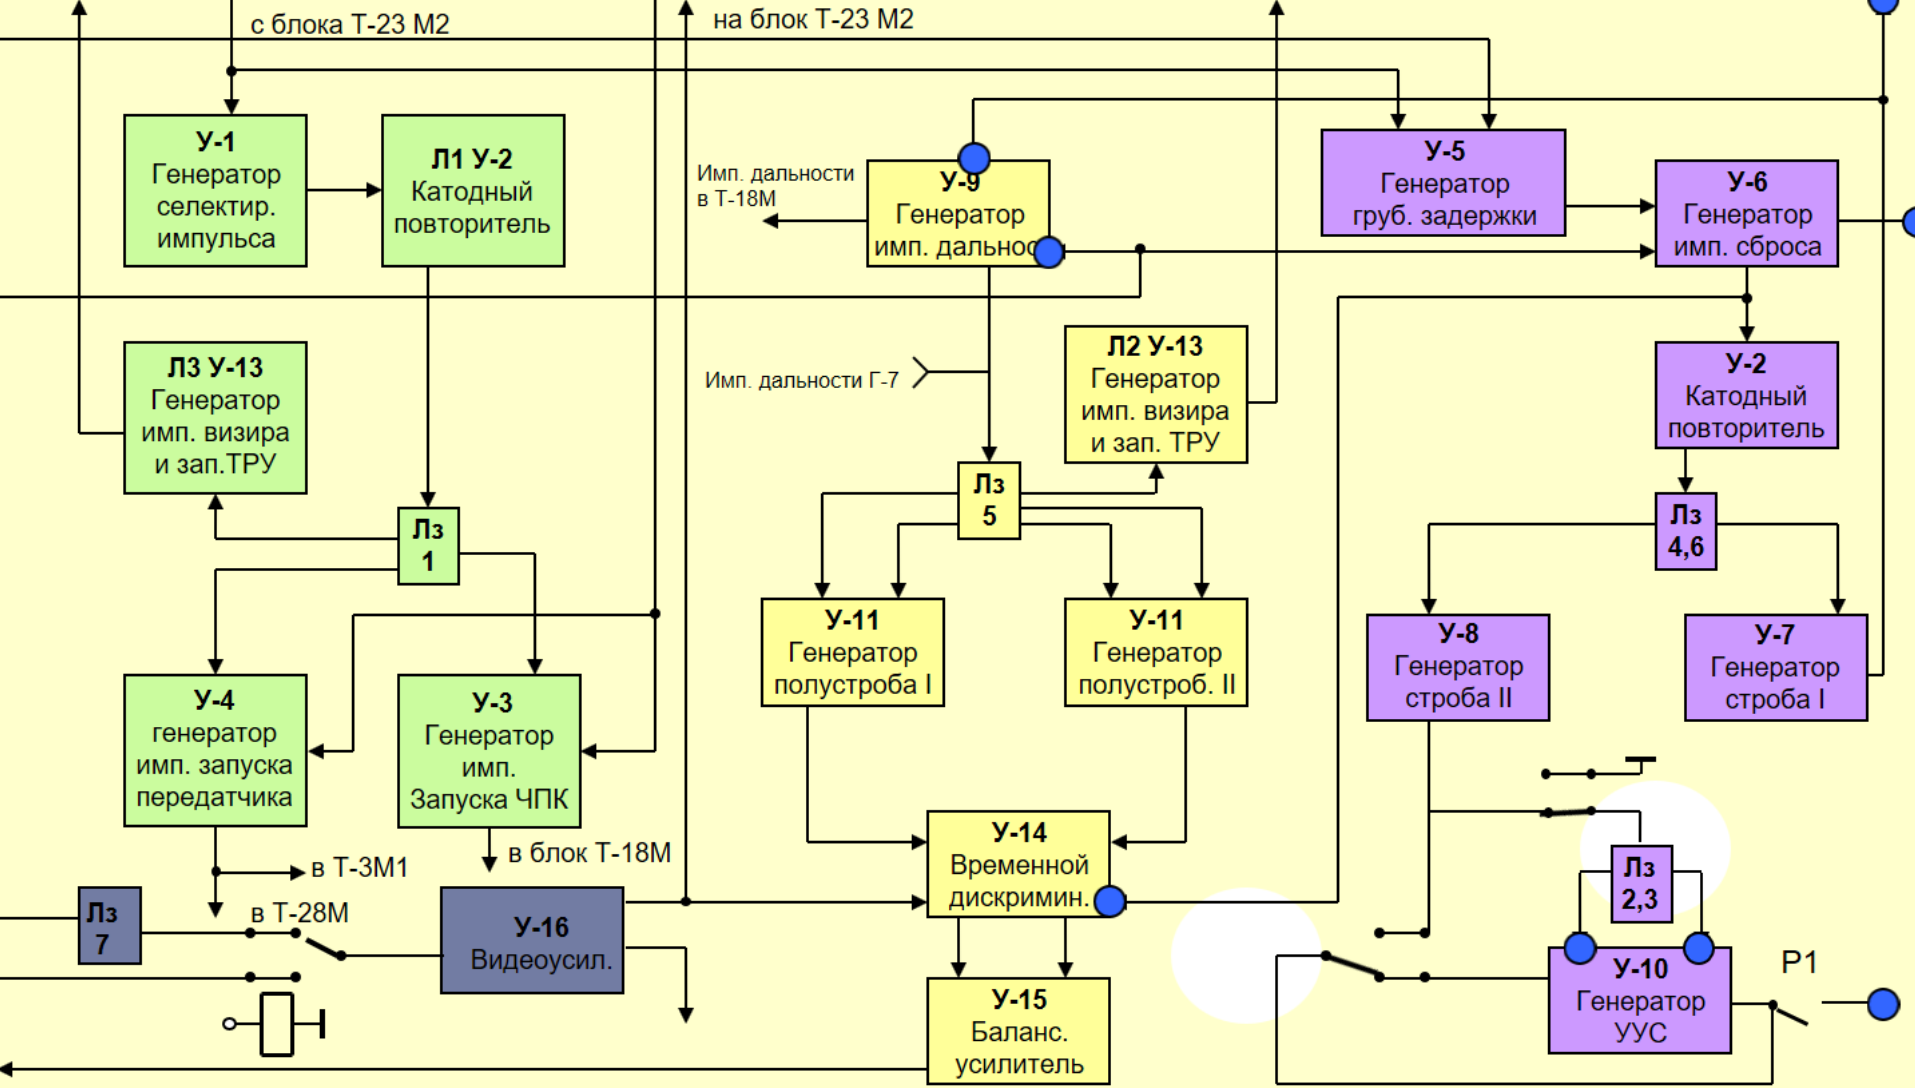 с блока Т-23 М2
на блок Т-23 М2
У-1
Генератор
селектир.
импульса
Л1 У-2
Катодный
повторитель
Имп. дальности
в Т-18М
У-9
Генератор
имп. дальнос
У-5
Генератор
груб. задержки
У-6
Генератор
имп. сброса
Л3 У-13
Генератор
имп. визира
и зап.ТРУ
Имп. дальности Г-7
Л2 У-13
Генератор
имп. визира
и зап. ТРУ
У-2
Катодный
повторитель
Лз
1
Лз
5
Лз
4,6
У-11
Генератор
полустроба I
У-11
Генератор
полустроб. II
У-8
Генератор
строба II
У-7
Генератор
строба I
У-4
генератор
имп. запуска
передатчика
У-3
Генератор
имп.
Запуска ЧПК
в Т-3М1
в блок Т-18М
У-14
Временной
дискримин.
Лз
2,3
Лз
7
в Т-28М
У-16
Видеоусил.
У-15
Баланс.
усилитель
У-10
Генератор
УУС
Р1